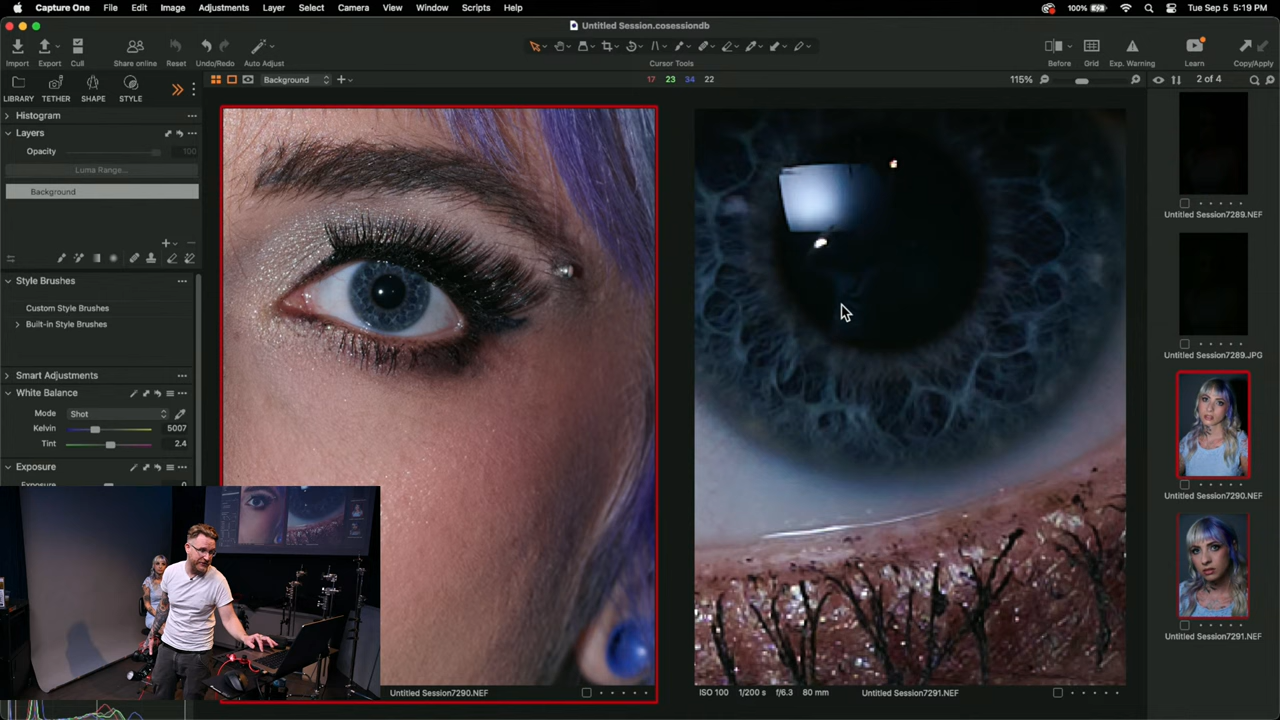 Capture One File Edit Image Adjustments Layer Select Camera View Window Scripts Help 100% Tue Sep 5 5:19 PM
Untitled Session.cosessiondb
Import Export Cull Share online Reset Undo/Redo Auto Adjust Cursor Tools Before Grid Exp. Warning Learn Copy/Apply
LIBRARY TETHER SHAPE STYLE Background 17 23 34 22 115% 2 of 4
Histogram
Layers
Opacity 100
Luma Range...
Background
Style Brushes
Custom Style Brushes
Built-in Style Brushes
Smart Adjustments
White Balance
Mode Shot
Kelvin 5007
Tint 2.4
Exposure 0
Untitled Session7290.NEF
ISO 100 1/200 s f/6.3 80 mm Untitled Session7291.NEF
Untitled Session7289.NEF
Untitled Session7289.JPG
Untitled Session7290.NEF
Untitled Session7291.NEF